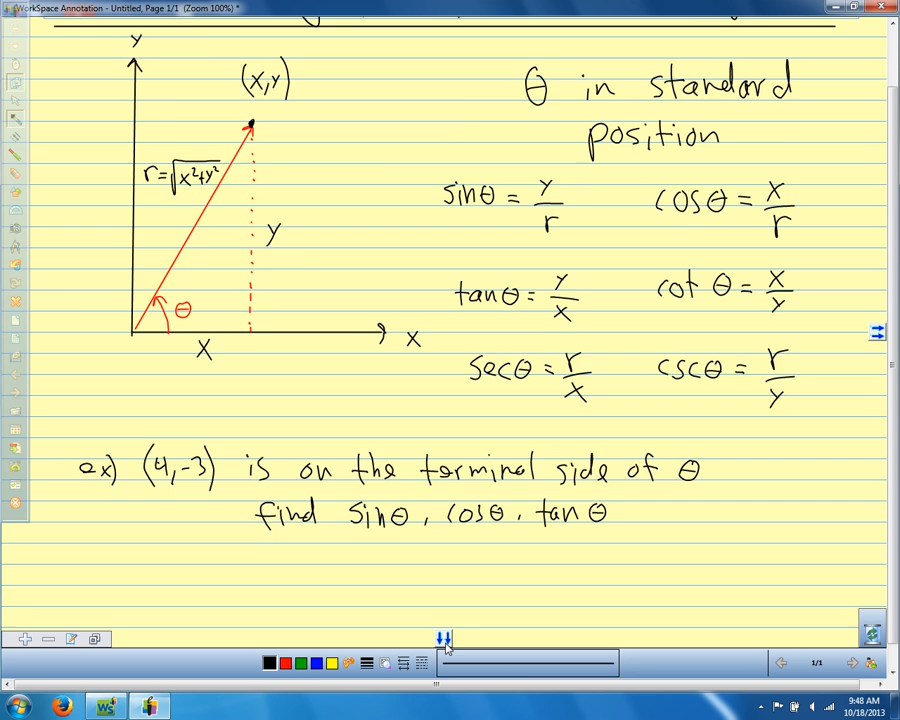 WorkSpace Annotation - Untitled, Page 1/1 (Zoom 100%) *
Y
(x,y)
θ in standard
position
r=√x²+y²
sinθ = y/r
cosθ = x/r
y
tanθ = y/x
cot θ = x/y
θ
x
X
secθ = r/x
cscθ = r/y
ex) (4,-3) is on the terminal side of θ
find sinθ, cosθ, tan θ
1/1
9:48 AM
10/18/2013